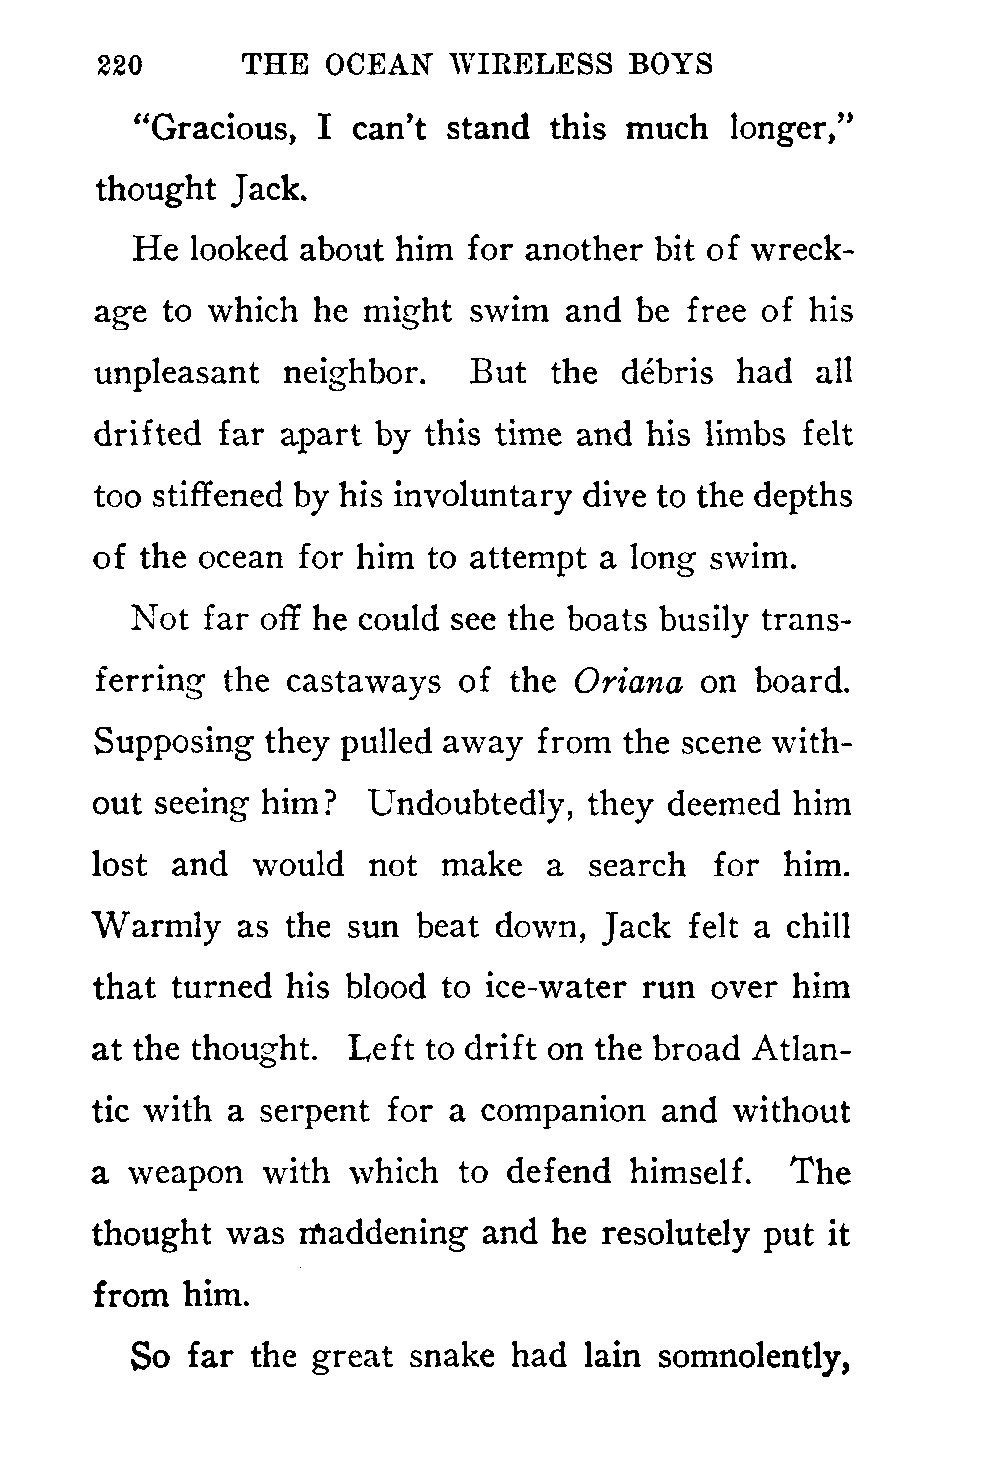 220 THE OCEAN WIRELESS BOYS
“Gracious, I can’t stand this much longer,”
thought Jack.
He looked about him for another bit of wreck-
age to which he might swim and be free of his
unpleasant neighbor. But the débris had all
drifted far apart by this time and his limbs felt
too stiffened by his involuntary dive to the depths
of the ocean for him to attempt a long swim.
Not far off he could see the boats busily trans-
ferring the castaways of the Oriana on board.
Supposing they pulled away from the scene with-
out seeing him? Undoubtedly, they deemed him
lost and would not make a search for him.
Warmly as the sun beat down, Jack felt a chill
that turned his blood to ice-water run over him
at the thought. Left to drift on the broad Atlan-
tic with a serpent for a companion and without
a weapon with which to defend himself. The
thought was maddening and he resolutely put it
from him.
So far the great snake had lain somnolently,